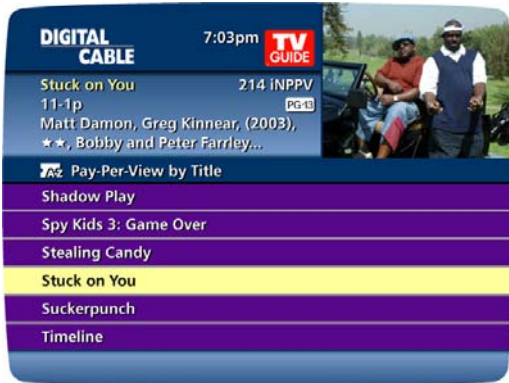 DIGITAL
CABLE
7:03pm
TV
GUIDE
Stuck on You 214 iNPPV
11-1p PG-13
Matt Damon, Greg Kinnear, (2003),
★★, Bobby and Peter Farrley...
A-Z Pay-Per-View by Title
Shadow Play
Spy Kids 3: Game Over
Stealing Candy
Stuck on You
Suckerpunch
Timeline